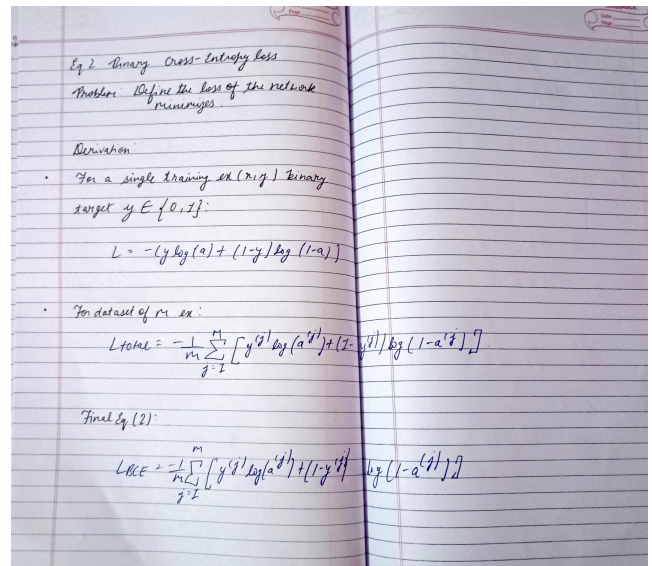 Eq 2 Binary Cross-Entropy loss
Problem: Define the loss of the network
minimizes
Derivation:
• For a single training ex (x, y) binary
target y ∈ {0, 1}:
L = -(y log(a) + (1-y) log (1-a))
• For dataset of m ex:
L total = -1/m Σ_{j=1}^{m} [y^{(j)} log(a^{(j)}) + (1-y^{(j)}) log(1-a^{(j)})]
Final Eq (2):
L BCE = -1/m Σ_{j=1}^{m} [y^{(j)} log(a^{(j)}) + (1-y^{(j)}) log(1-a^{(j)})]